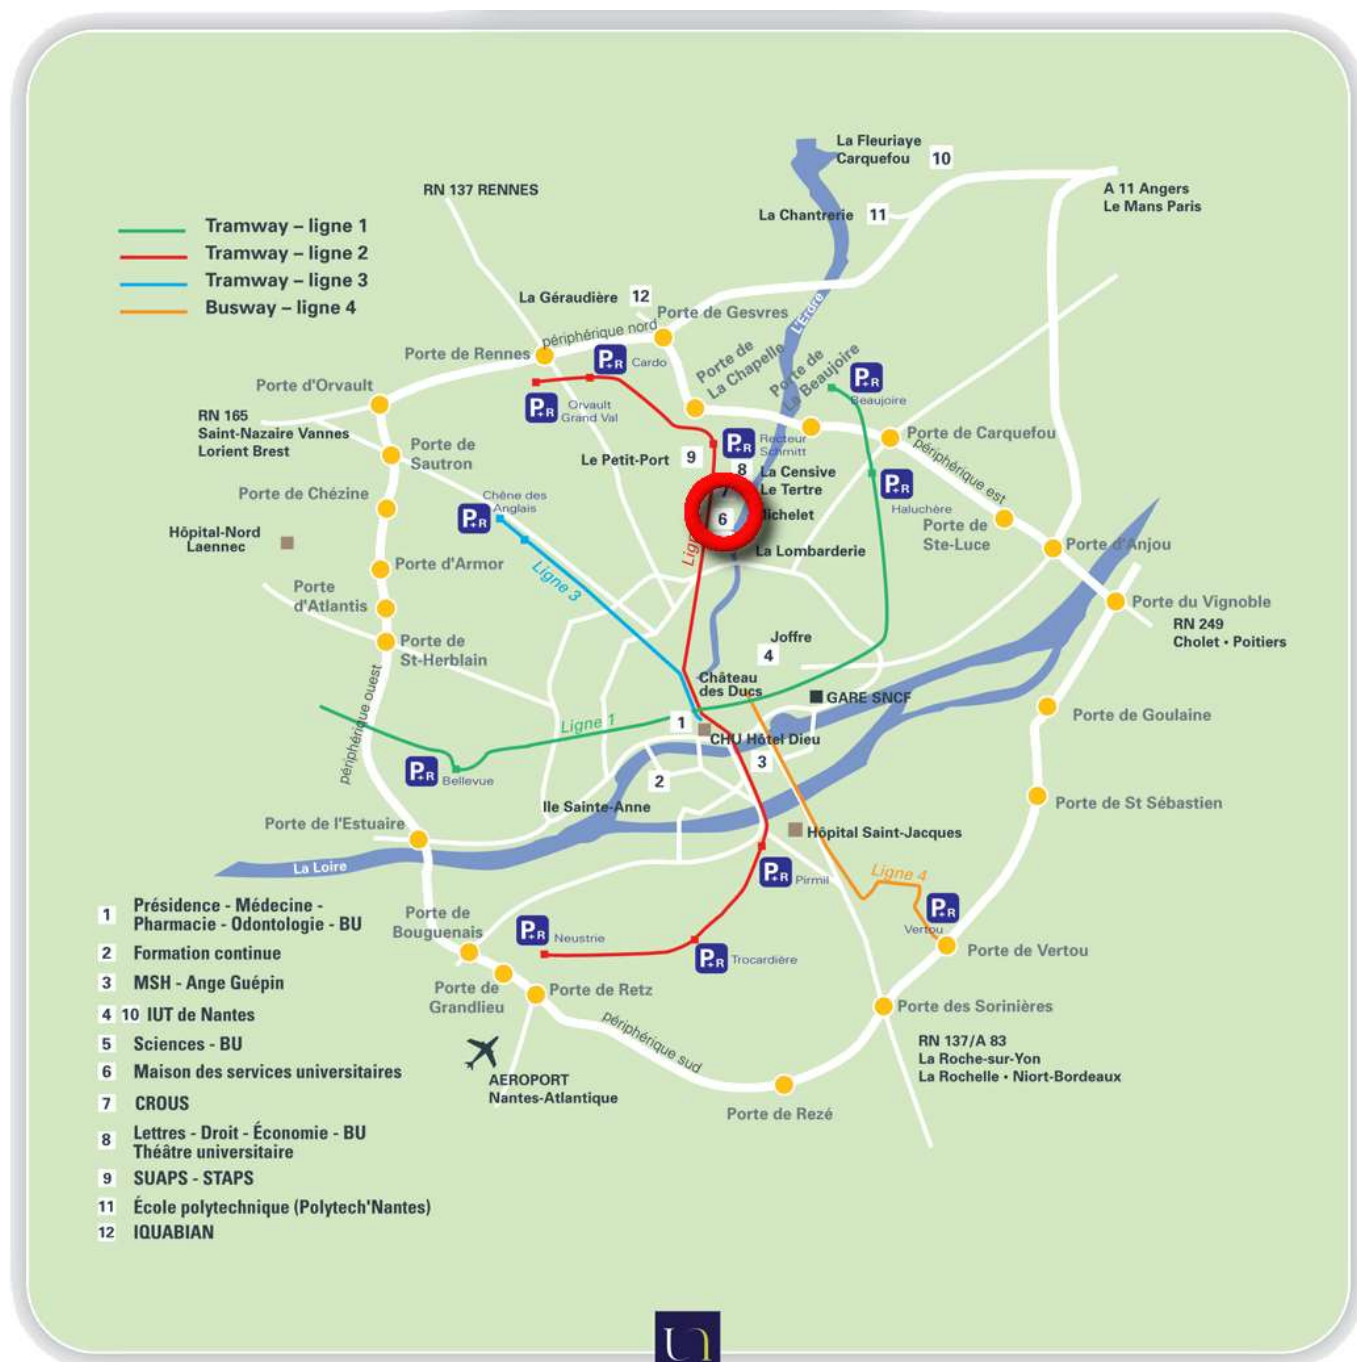 La Fleuriaye
Carquefou
10
RN 137 RENNES
A 11 Angers
Le Mans Paris
La Chantrerie 11
Tramway – ligne 1
Tramway – ligne 2
Tramway – ligne 3
Busway – ligne 4
La Géraudière 12
L'Erdre
Porte de Gesvres
périphérique nord
Porte de Rennes
P+R Cardo
Porte de
La Chapelle
Porte de
La Beaujoire
P+R
Beaujoire
Porte d'Orvault
P+R
Orvault
Grand Val
RN 165
Saint-Nazaire Vannes
Lorient Brest
Porte de
Sautron
Le Petit-Port 9
P+R
Recteur
Schmitt
8
La Censive
Le Tertre
7
Porte de Carquefou
périphérique est
P+R
Haluchère
Porte de Chézine
Chêne des
Anglais
P+R
6
Michelet
La Lombarderie
Porte de
Ste-Luce
Porte d'Anjou
Hôpital-Nord
Laennec
Porte d'Armor
Ligne 3
Porte
d'Atlantis
Porte du Vignoble
RN 249
Cholet • Poitiers
Porte de
St-Herblain
Joffre
4
périphérique ouest
Château
des Ducs
GARE SNCF
Porte de Goulaine
Ligne 1
1
CHU Hôtel Dieu
P+R Bellevue
2
3
Ile Sainte-Anne
Porte de St Sébastien
Porte de l'Estuaire
Hôpital Saint-Jacques
La Loire
P+R Pirmil
Ligne 4
P+R
Vertou
Porte de Vertou
Porte de
Bouguenais
P+R Neustrie
P+R Trocardière
Porte de
Grandlieu
Porte de Retz
Porte des Sorinières
périphérique sud
RN 137/A 83
La Roche-sur-Yon
La Rochelle • Niort-Bordeaux
AEROPORT
Nantes-Atlantique
Porte de Rezé
1 Présidence - Médecine -
Pharmacie - Odontologie - BU
2 Formation continue
3 MSH - Ange Guépin
4 10 IUT de Nantes
5 Sciences - BU
6 Maison des services universitaires
7 CROUS
8 Lettres - Droit - Économie - BU
Théâtre universitaire
9 SUAPS - STAPS
11 École polytechnique (Polytech'Nantes)
12 IQUABIAN